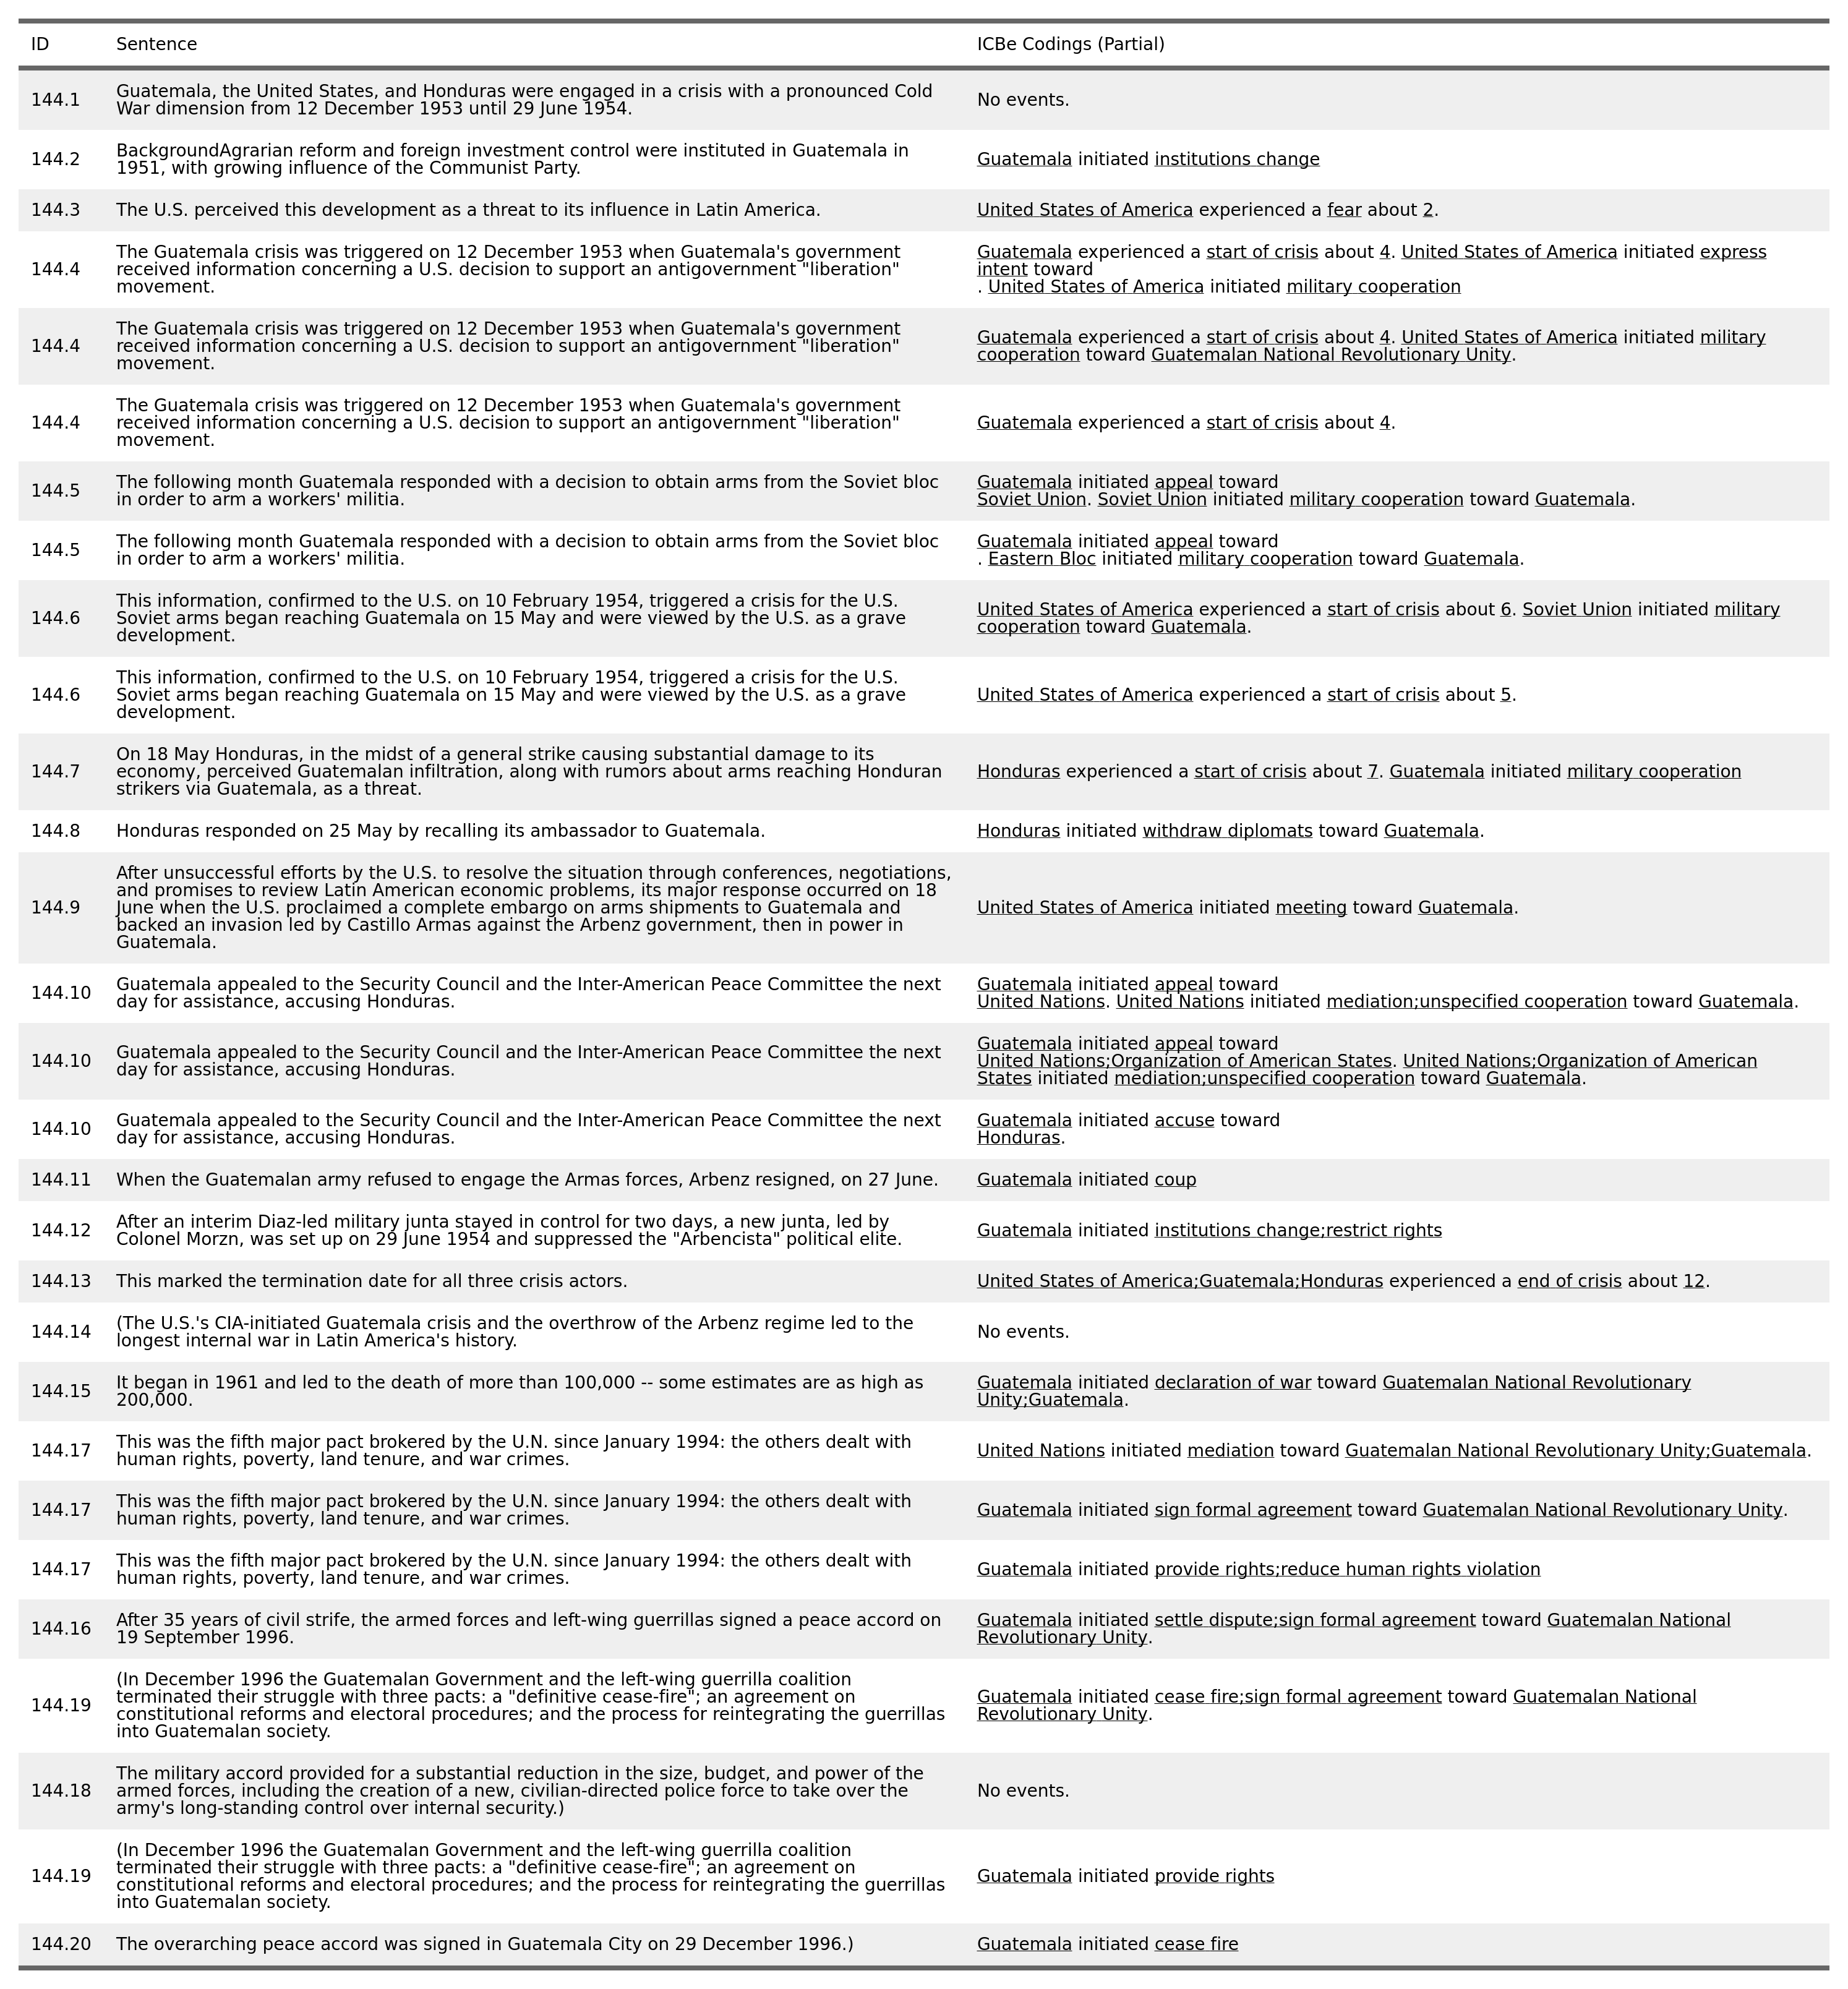 ID Sentence ICBe Codings (Partial)
144.1 Guatemala, the United States, and Honduras were engaged in a crisis with a pronounced Cold
War dimension from 12 December 1953 until 29 June 1954.
No events.
144.2 BackgroundAgrarian reform and foreign investment control were instituted in Guatemala in
1951, with growing influence of the Communist Party.
Guatemala initiated institutions change
144.3 The U.S. perceived this development as a threat to its influence in Latin America.
United States of America experienced a fear about 2.
144.4 The Guatemala crisis was triggered on 12 December 1953 when Guatemala's government
received information concerning a U.S. decision to support an antigovernment "liberation"
movement.
Guatemala experienced a start of crisis about 4. United States of America initiated express
intent toward
. United States of America initiated military cooperation
144.4 The Guatemala crisis was triggered on 12 December 1953 when Guatemala's government
received information concerning a U.S. decision to support an antigovernment "liberation"
movement.
Guatemala experienced a start of crisis about 4. United States of America initiated military
cooperation toward Guatemalan National Revolutionary Unity.
144.4 The Guatemala crisis was triggered on 12 December 1953 when Guatemala's government
received information concerning a U.S. decision to support an antigovernment "liberation"
movement.
Guatemala experienced a start of crisis about 4.
144.5 The following month Guatemala responded with a decision to obtain arms from the Soviet bloc
in order to arm a workers' militia.
Guatemala initiated appeal toward
Soviet Union. Soviet Union initiated military cooperation toward Guatemala.
144.5 The following month Guatemala responded with a decision to obtain arms from the Soviet bloc
in order to arm a workers' militia.
Guatemala initiated appeal toward
. Eastern Bloc initiated military cooperation toward Guatemala.
144.6 This information, confirmed to the U.S. on 10 February 1954, triggered a crisis for the U.S.
Soviet arms began reaching Guatemala on 15 May and were viewed by the U.S. as a grave
development.
United States of America experienced a start of crisis about 6. Soviet Union initiated military
cooperation toward Guatemala.
144.6 This information, confirmed to the U.S. on 10 February 1954, triggered a crisis for the U.S.
Soviet arms began reaching Guatemala on 15 May and were viewed by the U.S. as a grave
development.
United States of America experienced a start of crisis about 5.
144.7 On 18 May Honduras, in the midst of a general strike causing substantial damage to its
economy, perceived Guatemalan infiltration, along with rumors about arms reaching Honduran
strikers via Guatemala, as a threat.
Honduras experienced a start of crisis about 7. Guatemala initiated military cooperation
144.8 Honduras responded on 25 May by recalling its ambassador to Guatemala.
Honduras initiated withdraw diplomats toward Guatemala.
144.9 After unsuccessful efforts by the U.S. to resolve the situation through conferences, negotiations,
and promises to review Latin American economic problems, its major response occurred on 18
June when the U.S. proclaimed a complete embargo on arms shipments to Guatemala and
backed an invasion led by Castillo Armas against the Arbenz government, then in power in
Guatemala.
United States of America initiated meeting toward Guatemala.
144.10 Guatemala appealed to the Security Council and the Inter-American Peace Committee the next
day for assistance, accusing Honduras.
Guatemala initiated appeal toward
United Nations. United Nations initiated mediation;unspecified cooperation toward Guatemala.
144.10 Guatemala appealed to the Security Council and the Inter-American Peace Committee the next
day for assistance, accusing Honduras.
Guatemala initiated appeal toward
United Nations;Organization of American States. United Nations;Organization of American
States initiated mediation;unspecified cooperation toward Guatemala.
144.10 Guatemala appealed to the Security Council and the Inter-American Peace Committee the next
day for assistance, accusing Honduras.
Guatemala initiated accuse toward
Honduras.
144.11 When the Guatemalan army refused to engage the Armas forces, Arbenz resigned, on 27 June.
Guatemala initiated coup
144.12 After an interim Diaz-led military junta stayed in control for two days, a new junta, led by
Colonel Morzn, was set up on 29 June 1954 and suppressed the "Arbencista" political elite.
Guatemala initiated institutions change;restrict rights
144.13 This marked the termination date for all three crisis actors.
United States of America;Guatemala;Honduras experienced a end of crisis about 12.
144.14 (The U.S.'s CIA-initiated Guatemala crisis and the overthrow of the Arbenz regime led to the
longest internal war in Latin America's history.
No events.
144.15 It began in 1961 and led to the death of more than 100,000 -- some estimates are as high as
200,000.
Guatemala initiated declaration of war toward Guatemalan National Revolutionary
Unity;Guatemala.
144.17 This was the fifth major pact brokered by the U.N. since January 1994: the others dealt with
human rights, poverty, land tenure, and war crimes.
United Nations initiated mediation toward Guatemalan National Revolutionary Unity;Guatemala.
144.17 This was the fifth major pact brokered by the U.N. since January 1994: the others dealt with
human rights, poverty, land tenure, and war crimes.
Guatemala initiated sign formal agreement toward Guatemalan National Revolutionary Unity.
144.17 This was the fifth major pact brokered by the U.N. since January 1994: the others dealt with
human rights, poverty, land tenure, and war crimes.
Guatemala initiated provide rights;reduce human rights violation
144.16 After 35 years of civil strife, the armed forces and left-wing guerrillas signed a peace accord on
19 September 1996.
Guatemala initiated settle dispute;sign formal agreement toward Guatemalan National
Revolutionary Unity.
144.19 (In December 1996 the Guatemalan Government and the left-wing guerrilla coalition
terminated their struggle with three pacts: a "definitive cease-fire"; an agreement on
constitutional reforms and electoral procedures; and the process for reintegrating the guerrillas
into Guatemalan society.
Guatemala initiated cease fire;sign formal agreement toward Guatemalan National
Revolutionary Unity.
144.18 The military accord provided for a substantial reduction in the size, budget, and power of the
armed forces, including the creation of a new, civilian-directed police force to take over the
army's long-standing control over internal security.)
No events.
144.19 (In December 1996 the Guatemalan Government and the left-wing guerrilla coalition
terminated their struggle with three pacts: a "definitive cease-fire"; an agreement on
constitutional reforms and electoral procedures; and the process for reintegrating the guerrillas
into Guatemalan society.
Guatemala initiated provide rights
144.20 The overarching peace accord was signed in Guatemala City on 29 December 1996.)
Guatemala initiated cease fire